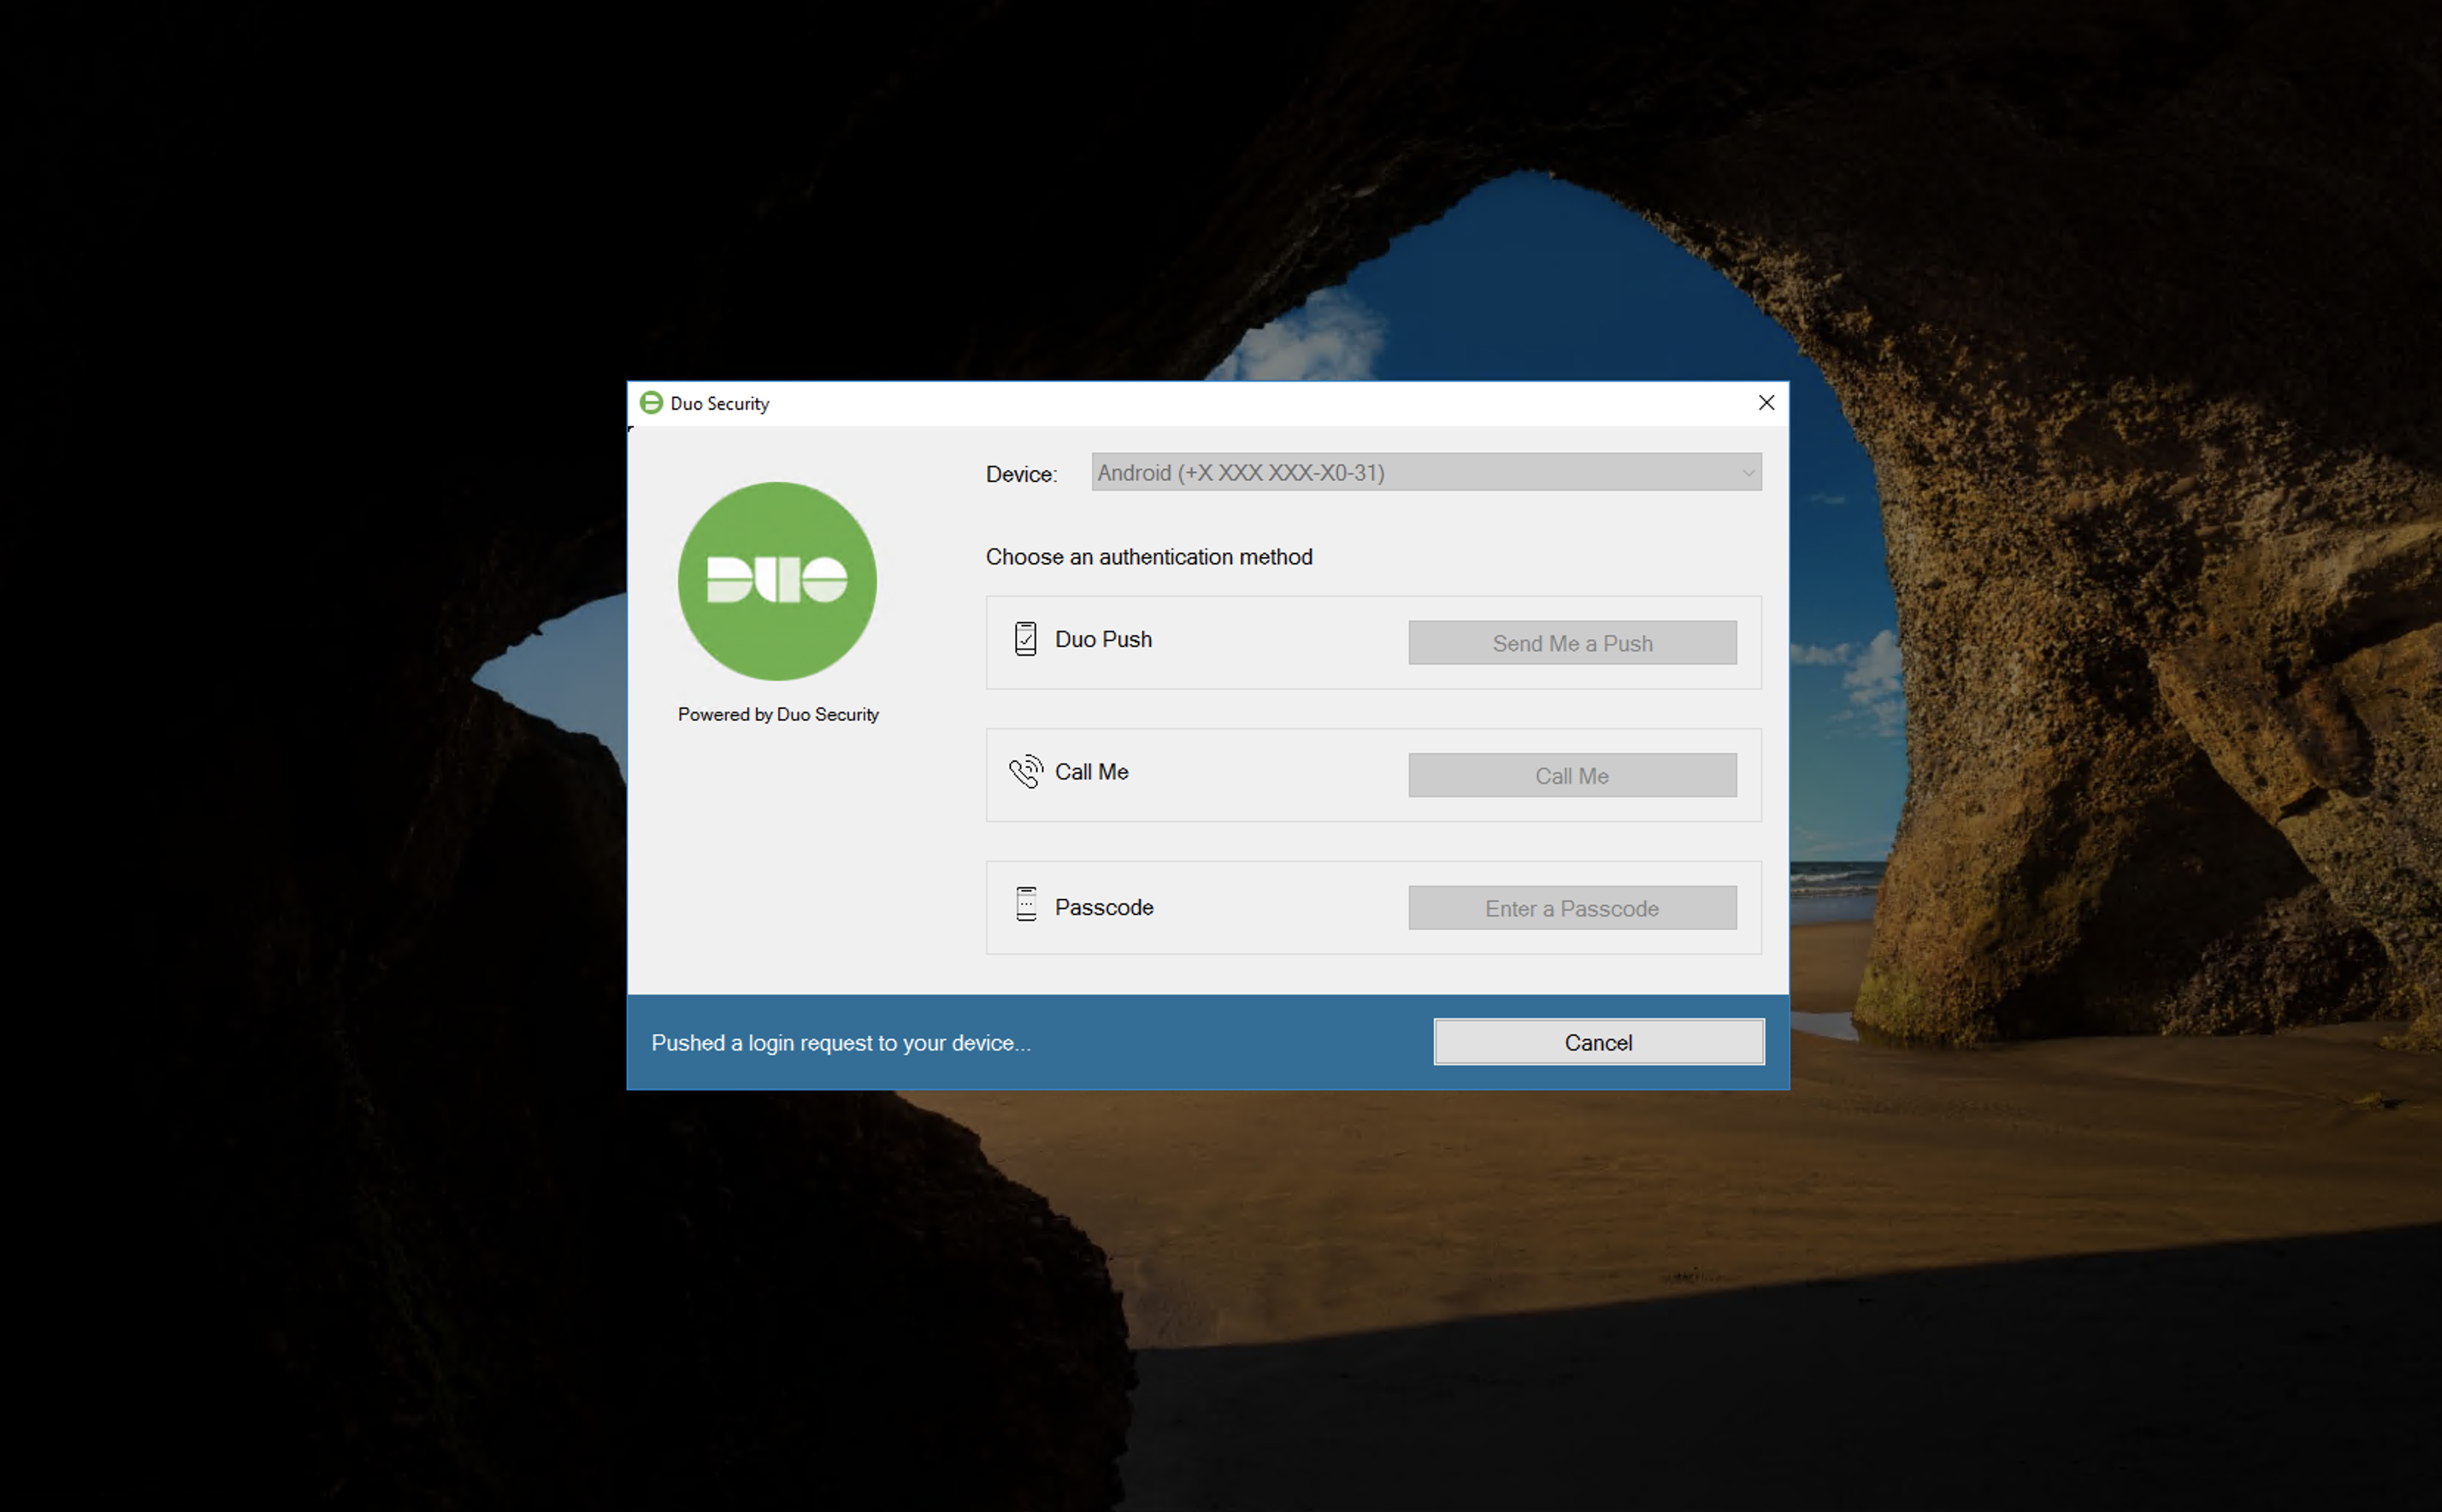 Duo Security
Device:
Android (+X XXX XXX-X0-31)
DUO
Powered by Duo Security
Choose an authentication method
Duo Push
Send Me a Push
Call Me
Call Me
Passcode
Enter a Passcode
Pushed a login request to your device...
Cancel